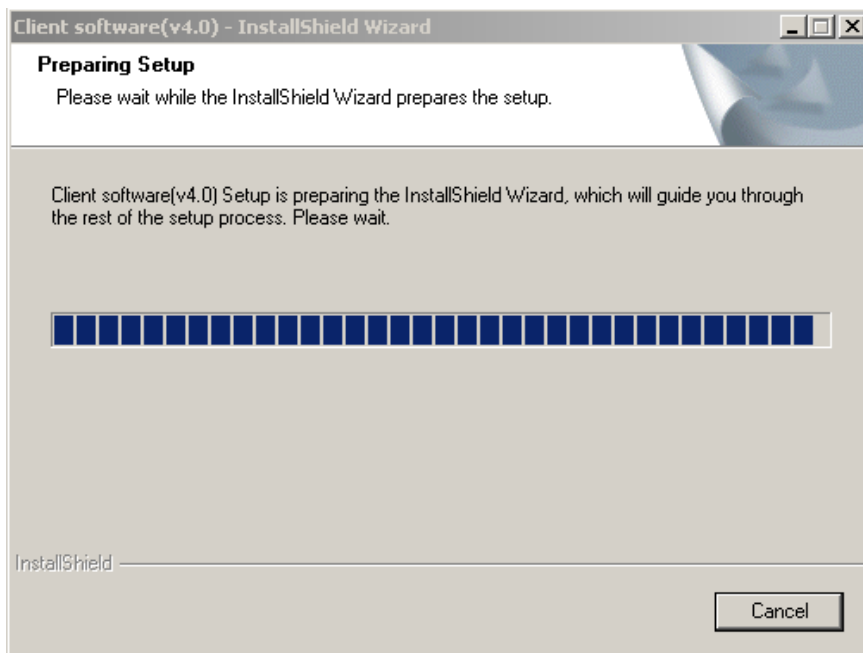 Client software(v4.0) - InstallShield Wizard
Preparing Setup
Please wait while the InstallShield Wizard prepares the setup.
Client software(v4.0) Setup is preparing the InstallShield Wizard, which will guide you through
the rest of the setup process. Please wait.
InstallShield
Cancel